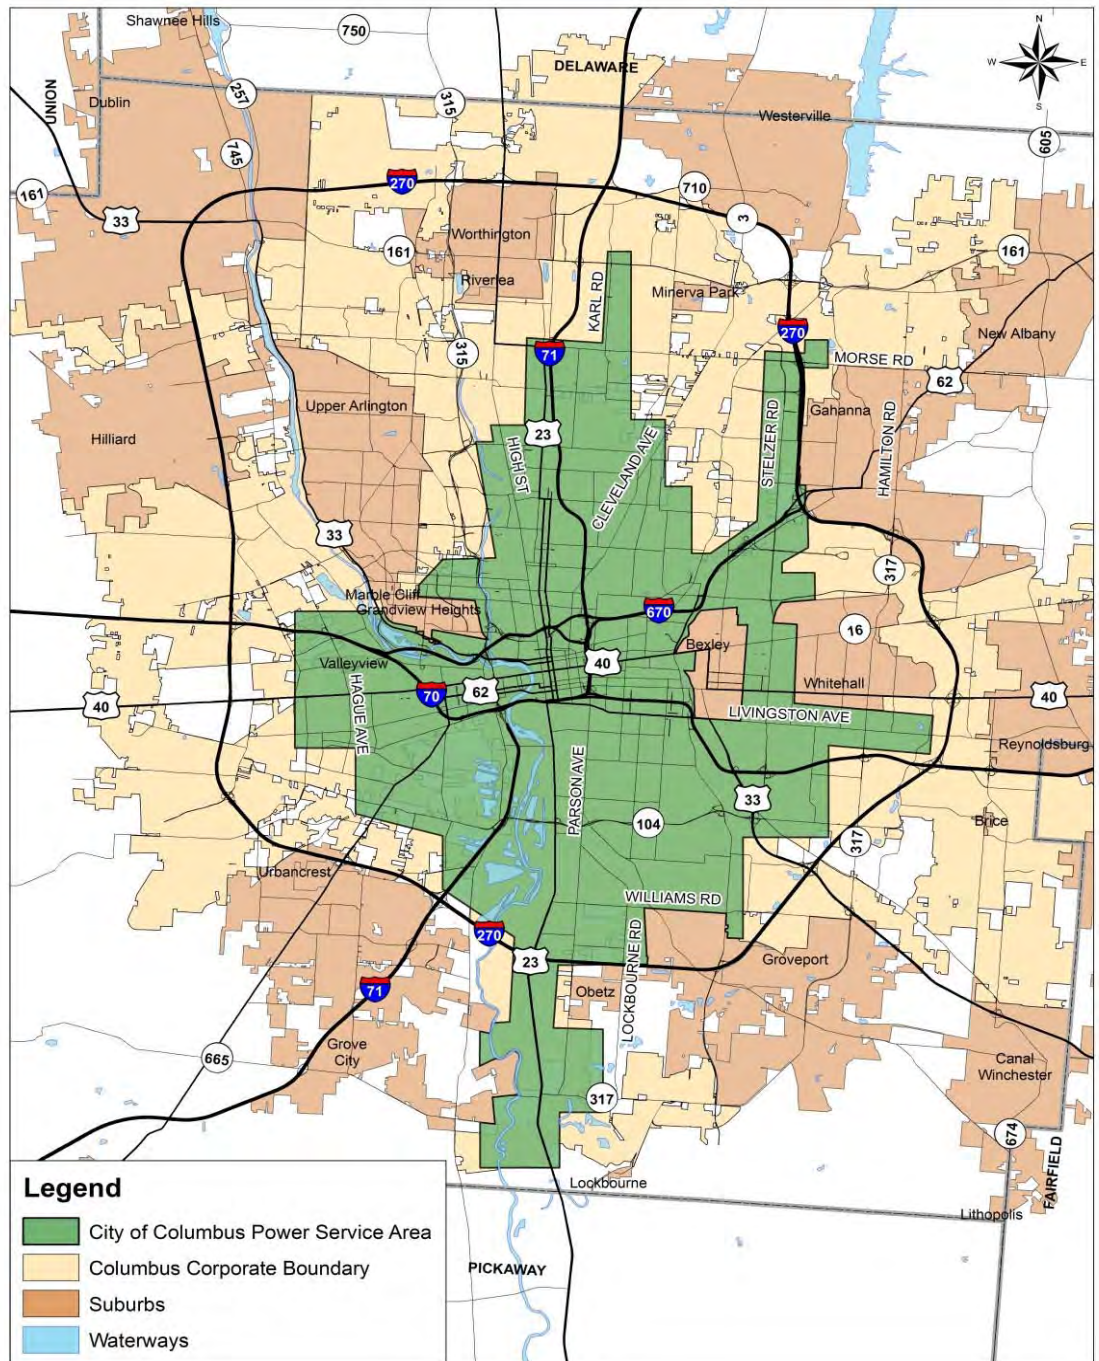 Shawnee Hills
750
N
W
E
S
DELAWARE
UNION
Dublin
257
315
Westerville
605
745
161
270
710
33
3
Worthington
161
161
Riverlea
KARL RD
Minerva Park
New Albany
270
71
315
MORSE RD
62
Upper Arlington
Gahanna
Hilliard
23
HIGH ST
CLEVELAND AVE
STELZER RD
HAMILTON RD
33
317
Marble Cliff
Grandview Heights
670
16
Bexley
Valleyview
40
Whitehall
70
62
40
40
HAGUE AVE
LIVINGSTON AVE
Reynoldsburg
PARSON AVE
33
104
Brice
317
Urbancrest
WILLIAMS RD
270
LOCKBOURNE RD
23
Groveport
71
Obetz
Grove
City
665
Canal
Winchester
317
674
FAIRFIELD
Lockbourne
Lithopolis
PICKAWAY
Legend
City of Columbus Power Service Area
Columbus Corporate Boundary
Suburbs
Waterways